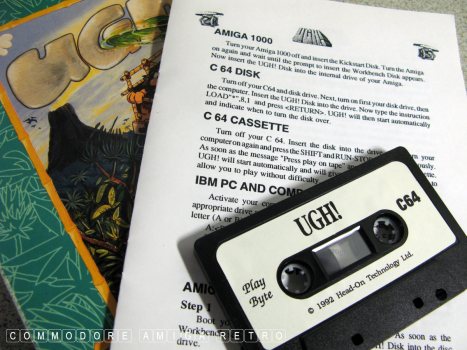 UGH
UGH!
AMIGA 1000
Turn your Amiga 1000 off and insert the Kickstart Disk. Turn the Amiga
on again and wait until the prompt to insert the Workbench Disk appears.
Now insert the UGH! Disk into the internal drive of your Amiga.
C 64 DISK
Turn off your C64 and disk drive. Next, turn on first your disk drive, then
the computer. Insert the UGH! Disk into the drive. Now type the instruction
LOAD"*",8,1 and press <RETURN>. UGH! will then start automatically
and indicate when to turn the disk over.
C 64 CASSETTE
Turn off your C 64. Insert the disk into the your
computer on again and press the SHIFT and RUN-STO
As soon as the message "Press play on tape"
UGH! will start automatically and will give
allow you to play without difficulty.
IBM PC AND COMP
Activate your
appropriate drive
letter (A or B
AMIG
Step 1
Boot yo
Workbenc
drive.
As soon as the
UGH!
C64
Play
Byte
© 1992 Head-On Technology Ltd.
COMMODORE AMIGA RETRO